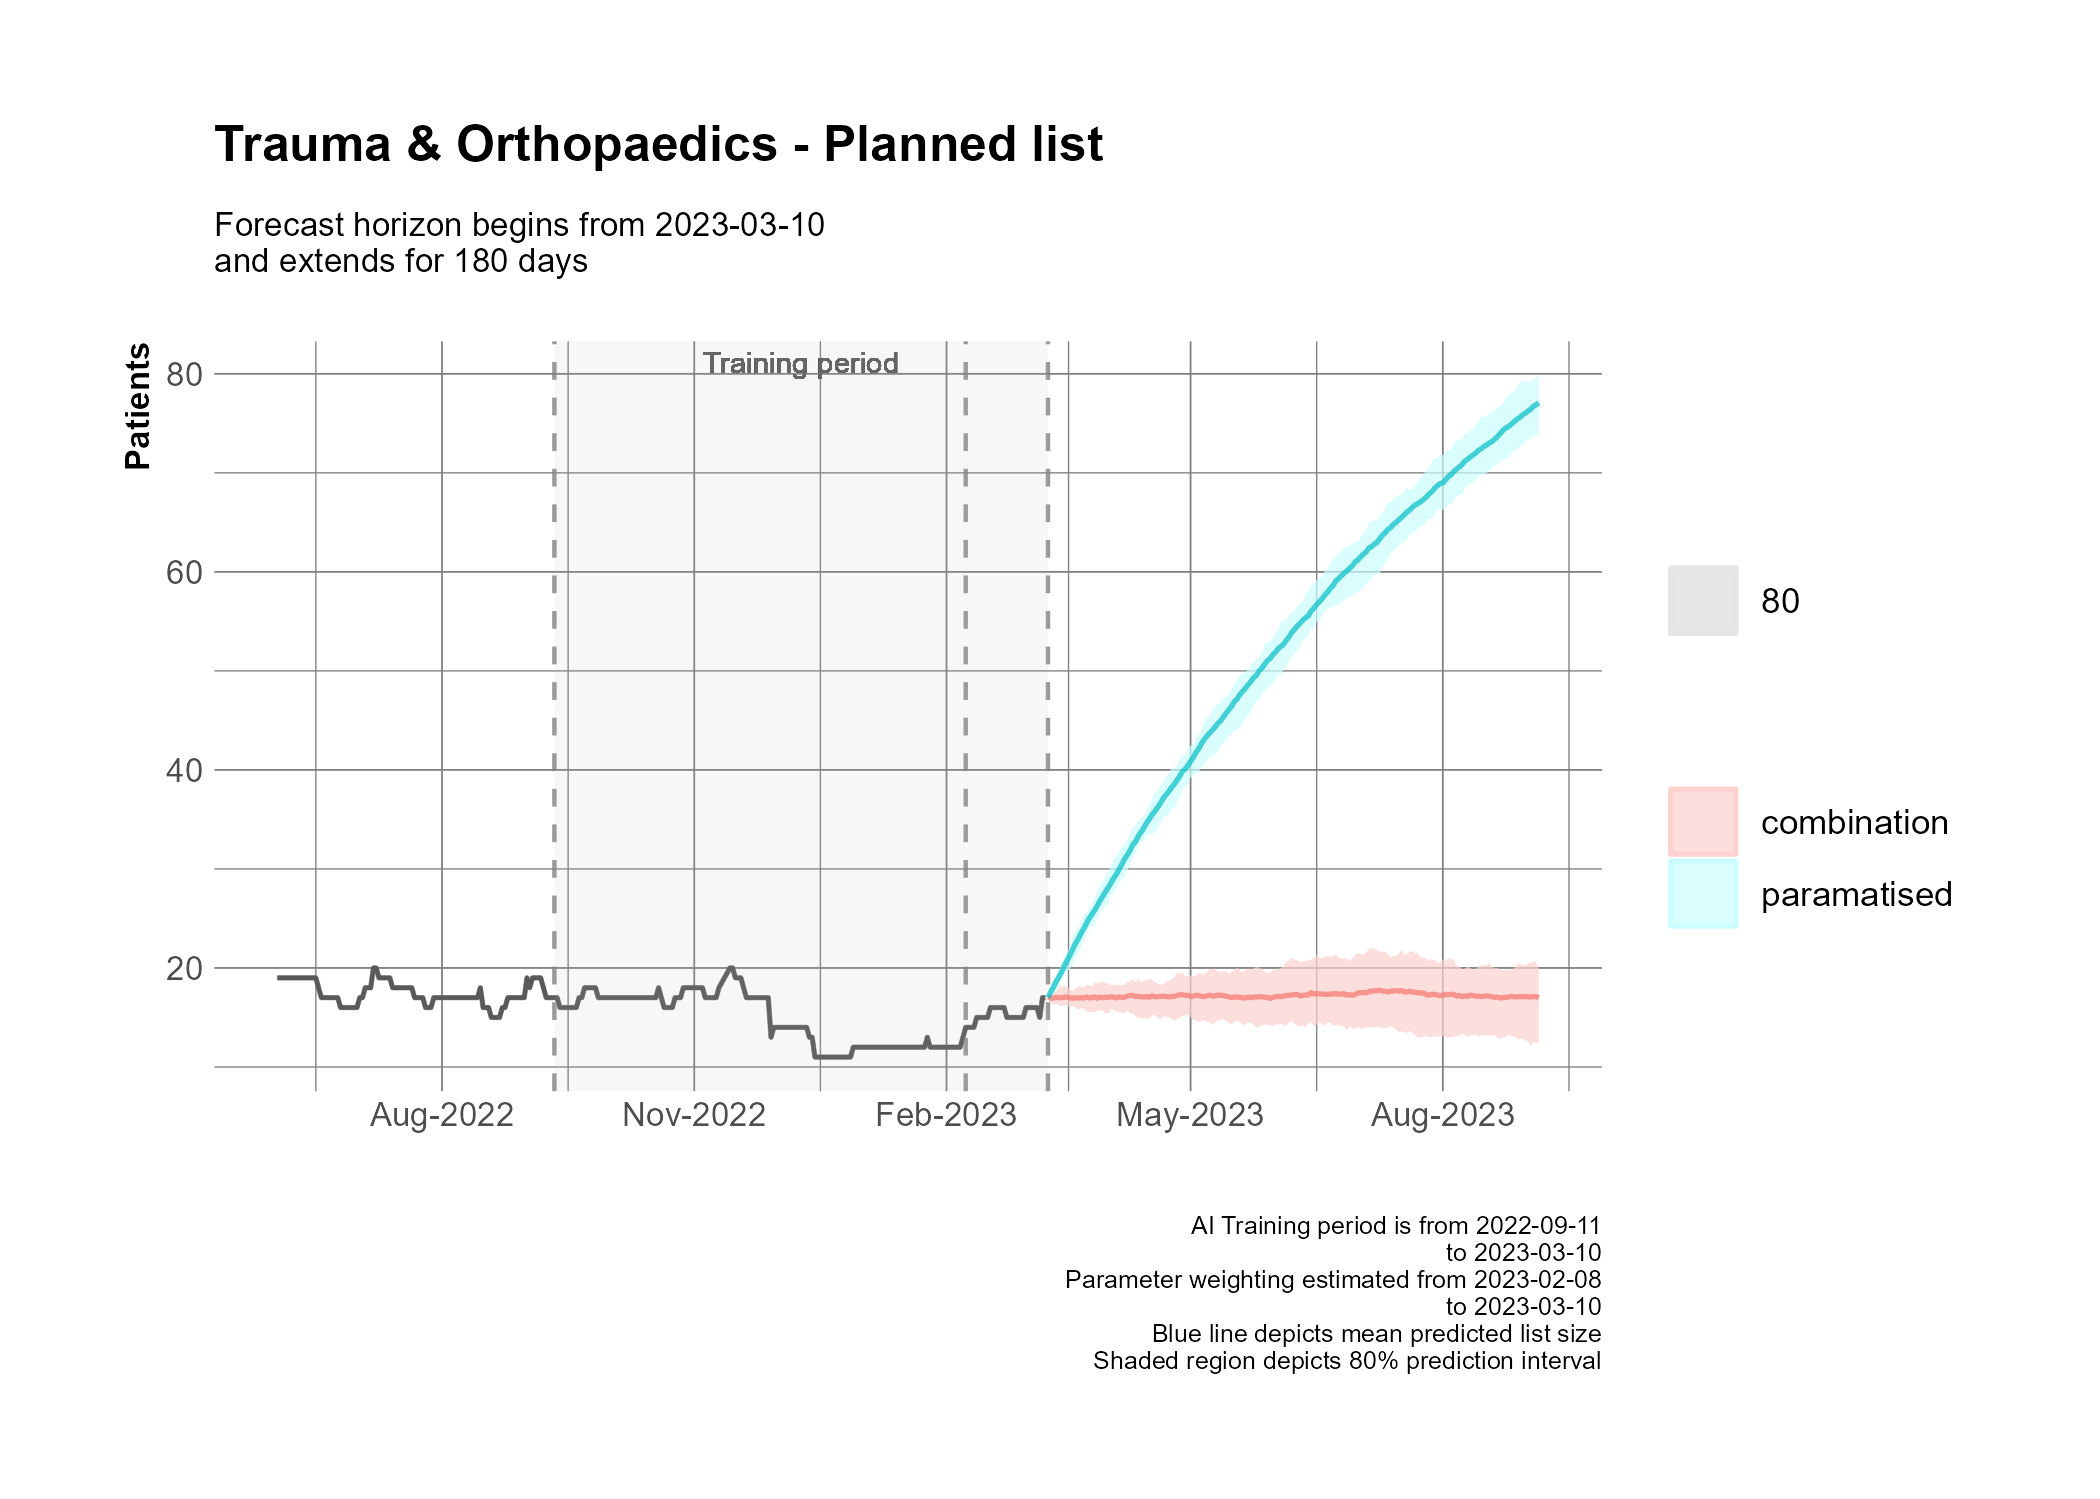 Trauma & Orthopaedics - Planned list
Forecast horizon begins from 2023-03-10
and extends for 180 days
Patients
Training period
80
60
40
20
Aug-2022
Nov-2022
Feb-2023
May-2023
Aug-2023
80
combination
paramatised
AI Training period is from 2022-09-11
to 2023-03-10
Parameter weighting estimated from 2023-02-08
to 2023-03-10
Blue line depicts mean predicted list size
Shaded region depicts 80% prediction interval